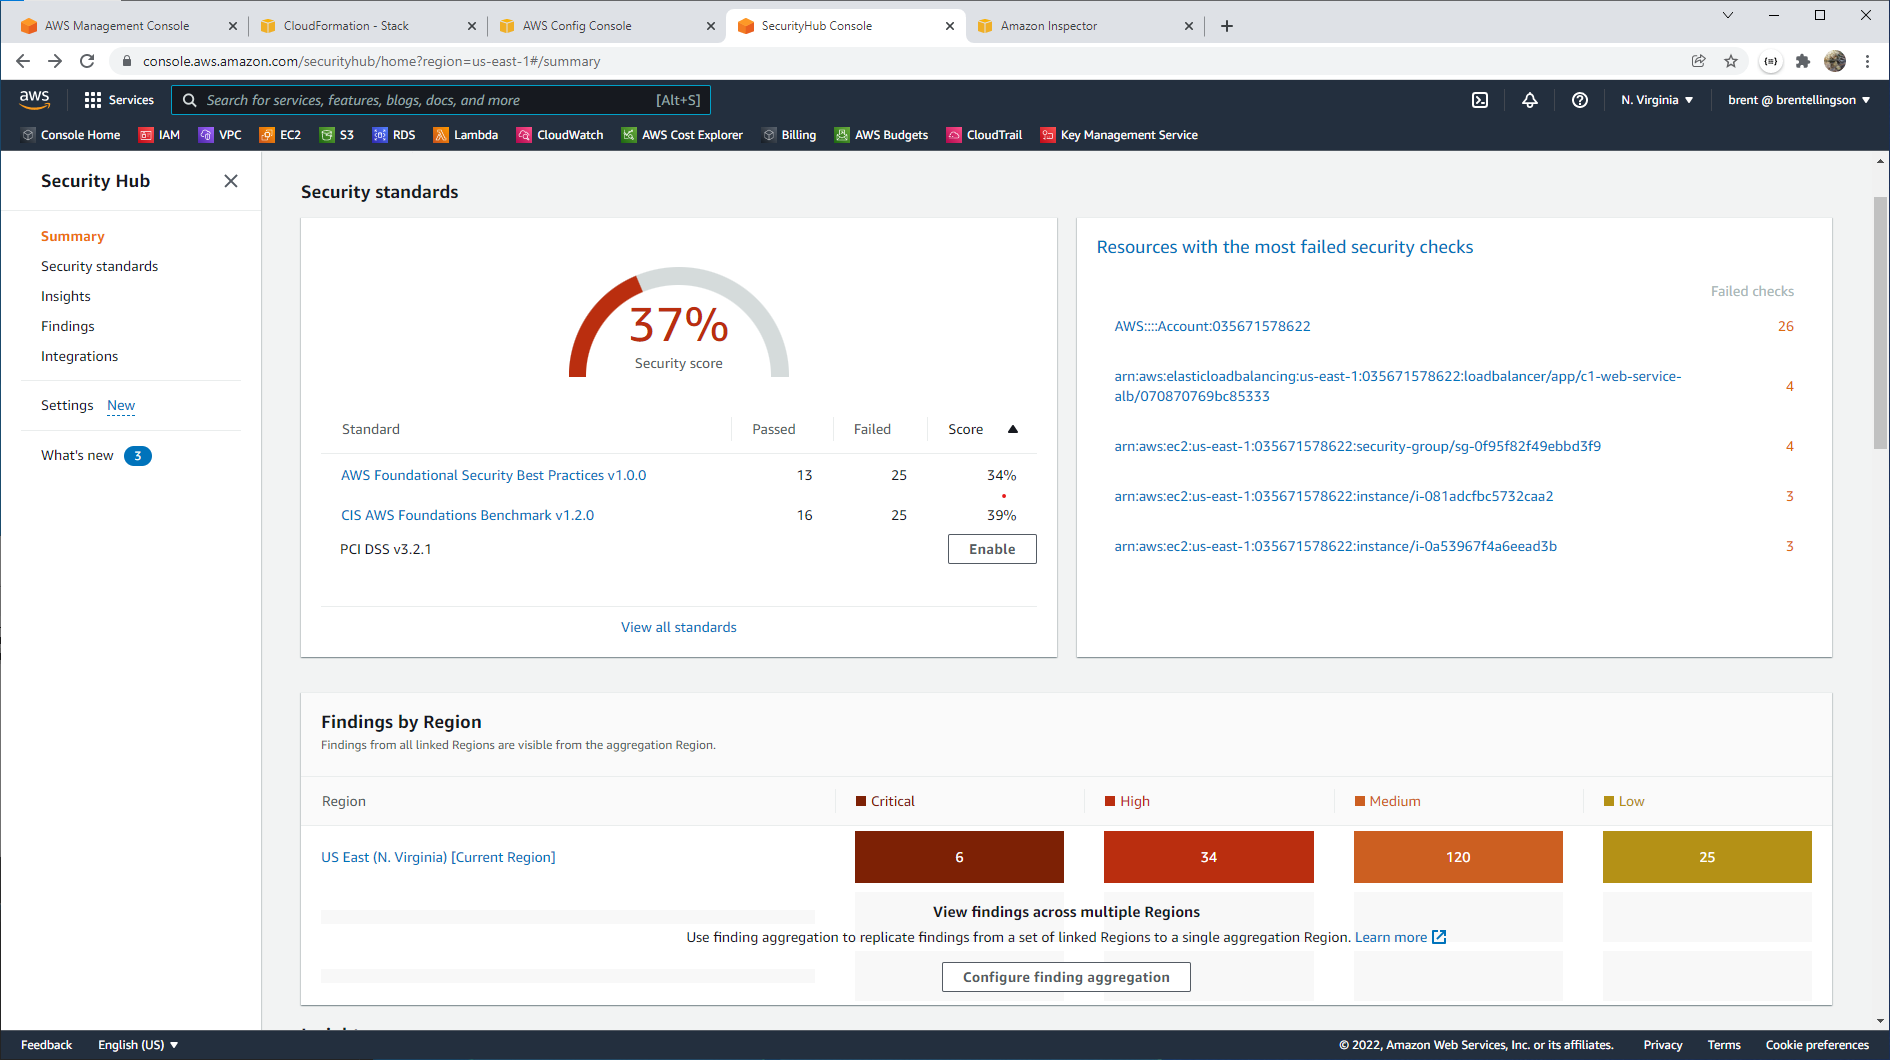 AWS Management Console
CloudFormation - Stack
AWS Config Console
SecurityHub Console
Amazon Inspector
console.aws.amazon.com/securityhub/home?region=us-east-1#/summary
aws
Services
Search for services, features, blogs, docs, and more
[Alt+S]
N. Virginia ▼
brent @ brentellingson ▼
Console Home
IAM
VPC
EC2
S3
RDS
Lambda
CloudWatch
AWS Cost Explorer
Billing
AWS Budgets
CloudTrail
Key Management Service
Security Hub
Summary
Security standards
Insights
Findings
Integrations
Settings New
What's new 3
Security standards
37%
Security score
Standard Passed Failed Score ▲
AWS Foundational Security Best Practices v1.0.0 13 25 34%
CIS AWS Foundations Benchmark v1.2.0 16 25 39%
PCI DSS v3.2.1 Enable
View all standards
Resources with the most failed security checks
Failed checks
AWS::::Account:035671578622 26
arn:aws:elasticloadbalancing:us-east-1:035671578622:loadbalancer/app/c1-web-service-
alb/070870769bc85333 4
arn:aws:ec2:us-east-1:035671578622:security-group/sg-0f95f82f49ebbd3f9 4
arn:aws:ec2:us-east-1:035671578622:instance/i-081adcfbc5732caa2 3
arn:aws:ec2:us-east-1:035671578622:instance/i-0a53967f4a6eead3b 3
Findings by Region
Findings from all linked Regions are visible from the aggregation Region.
Region Critical High Medium Low
US East (N. Virginia) [Current Region] 6 34 120 25
View findings across multiple Regions
Use finding aggregation to replicate findings from a set of linked Regions to a single aggregation Region. Learn more
Configure finding aggregation
Feedback English (US) ▼
© 2022, Amazon Web Services, Inc. or its affiliates. Privacy Terms Cookie preferences